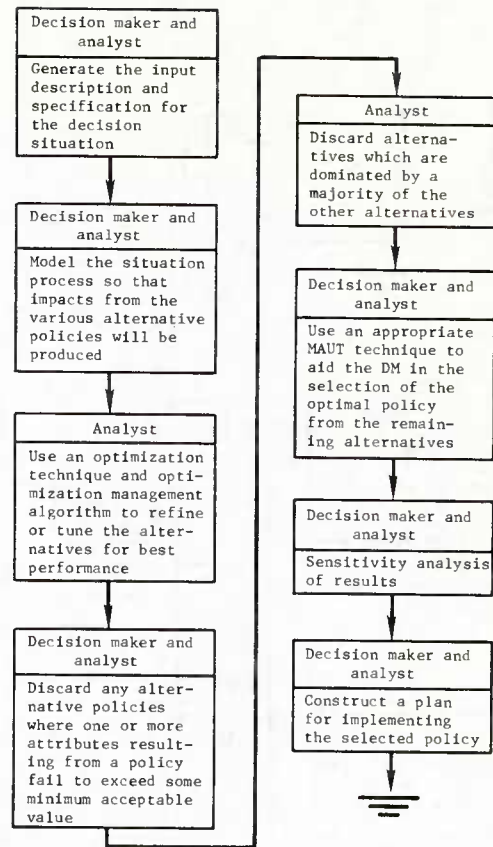 Decision maker and
analyst
Generate the input
description and
specification for
the decision
situation
Decision maker and
analyst
Model the situation
process so that
impacts from the
various alternative
policies will be
produced
Analyst
Use an optimization
technique and opti-
mization management
algorithm to refine
or tune the alter-
natives for best
performance
Decision maker and
analyst
Discard any alter-
native policies
where one or more
attributes result-
ing from a policy
fail to exceed some
minimum acceptable
value
Analyst
Discard alterna-
tives which are
dominated by a
majority of the
other alternatives
Decision maker and
analyst
Use an appropriate
MAUT technique to
aid the DM in the
selection of the
optimal policy
from the remain-
ing alternatives
Decision maker and
analyst
Sensitivity analysis
of results
Decision maker and
analyst
Construct a plan
for implementing
the selected policy